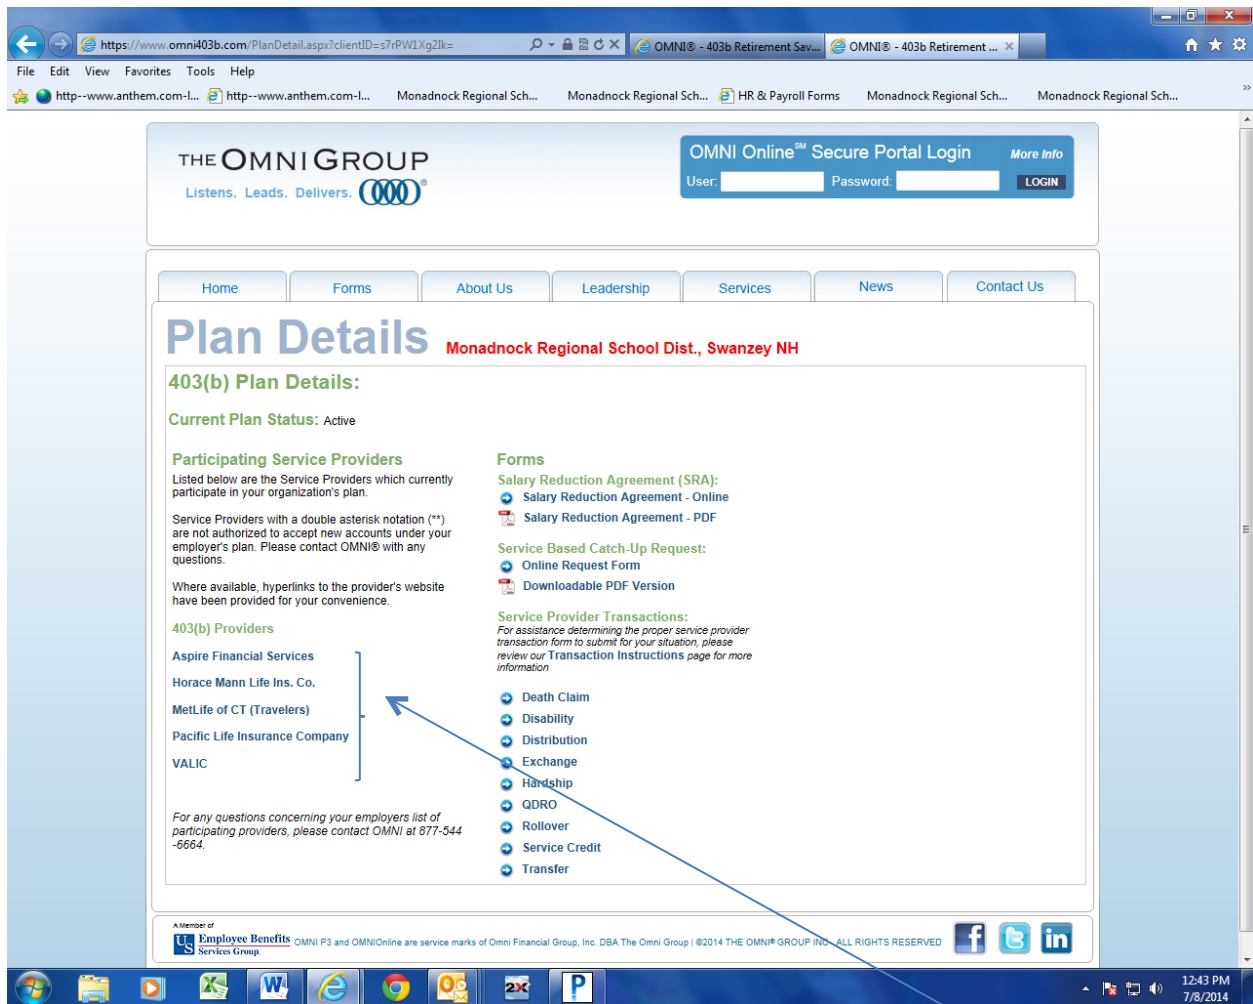 https://www.omni403b.com/PlanDetail.aspx?clientID=s7rPW1Xg2Ik=
OMNI® - 403b Retirement Sav...
OMNI® - 403b Retirement ...
File Edit View Favorites Tools Help
http--www.anthem.com-l... http--www.anthem.com-l... Monadnock Regional Sch... Monadnock Regional Sch... HR & Payroll Forms Monadnock Regional Sch... Monadnock Regional Sch...
THE OMNI GROUP
Listens. Leads. Delivers. ®
OMNI Online℠ Secure Portal Login More Info
User: Password: LOGIN
Home Forms About Us Leadership Services News Contact Us
Plan Details Monadnock Regional School Dist., Swanzey NH
403(b) Plan Details:
Current Plan Status: Active
Participating Service Providers
Listed below are the Service Providers which currently
participate in your organization's plan.
Service Providers with a double asterisk notation (**)
are not authorized to accept new accounts under your
employer's plan. Please contact OMNI® with any
questions.
Where available, hyperlinks to the provider's website
have been provided for your convenience.
403(b) Providers
Aspire Financial Services
Horace Mann Life Ins. Co.
MetLife of CT (Travelers)
Pacific Life Insurance Company
VALIC
For any questions concerning your employers list of
participating providers, please contact OMNI at 877-544
-6664.
Forms
Salary Reduction Agreement (SRA):
Salary Reduction Agreement - Online
Salary Reduction Agreement - PDF
Service Based Catch-Up Request:
Online Request Form
Downloadable PDF Version
Service Provider Transactions:
For assistance determining the proper service provider
transaction form to submit for your situation, please
review our Transaction Instructions page for more
information
Death Claim
Disability
Distribution
Exchange
Hardship
QDRO
Rollover
Service Credit
Transfer
A Member of
US Employee Benefits
Services Group
OMNI P3 and OMNIOnline are service marks of Omni Financial Group, Inc. DBA The Omni Group | ©2014 THE OMNI® GROUP INC. ALL RIGHTS RESERVED
12:43 PM
7/8/2014